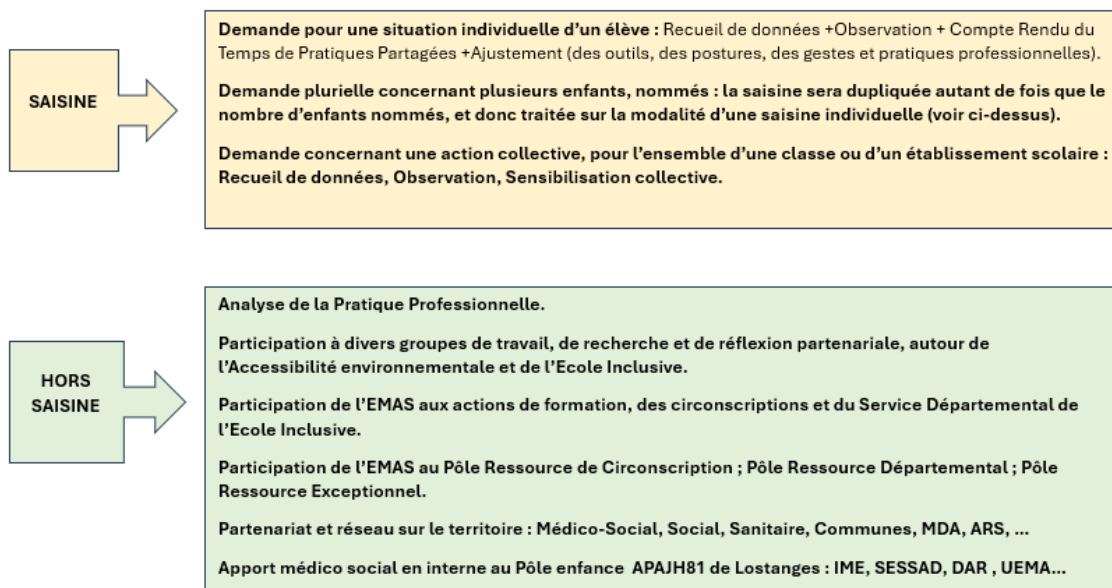 SAISINE
Demande pour une situation individuelle d'un élève : Recueil de données +Observation + Compte Rendu du
Temps de Pratiques Partagées +Ajustement (des outils, des postures, des gestes et pratiques professionnelles).
Demande plurielle concernant plusieurs enfants, nommés : la saisine sera dupliquée autant de fois que le
nombre d'enfants nommés, et donc traitée sur la modalité d'une saisine individuelle (voir ci-dessus).
Demande concernant une action collective, pour l'ensemble d'une classe ou d'un établissement scolaire :
Recueil de données, Observation, Sensibilisation collective.
HORS
SAISINE
Analyse de la Pratique Professionnelle.
Participation à divers groupes de travail, de recherche et de réflexion partenariale, autour de
l'Accessibilité environnementale et de l'Ecole Inclusive.
Participation de l'EMAS aux actions de formation, des circonscriptions et du Service Départemental de
l'Ecole Inclusive.
Participation de l'EMAS au Pôle Ressource de Circonscription ; Pôle Ressource Départemental ; Pôle
Ressource Exceptionnel.
Partenariat et réseau sur le territoire : Médico-Social, Social, Sanitaire, Communes, MDA, ARS, ...
Apport médico social en interne au Pôle enfance APAJH81 de Lostanges : IME, SESSAD, DAR , UEMA...